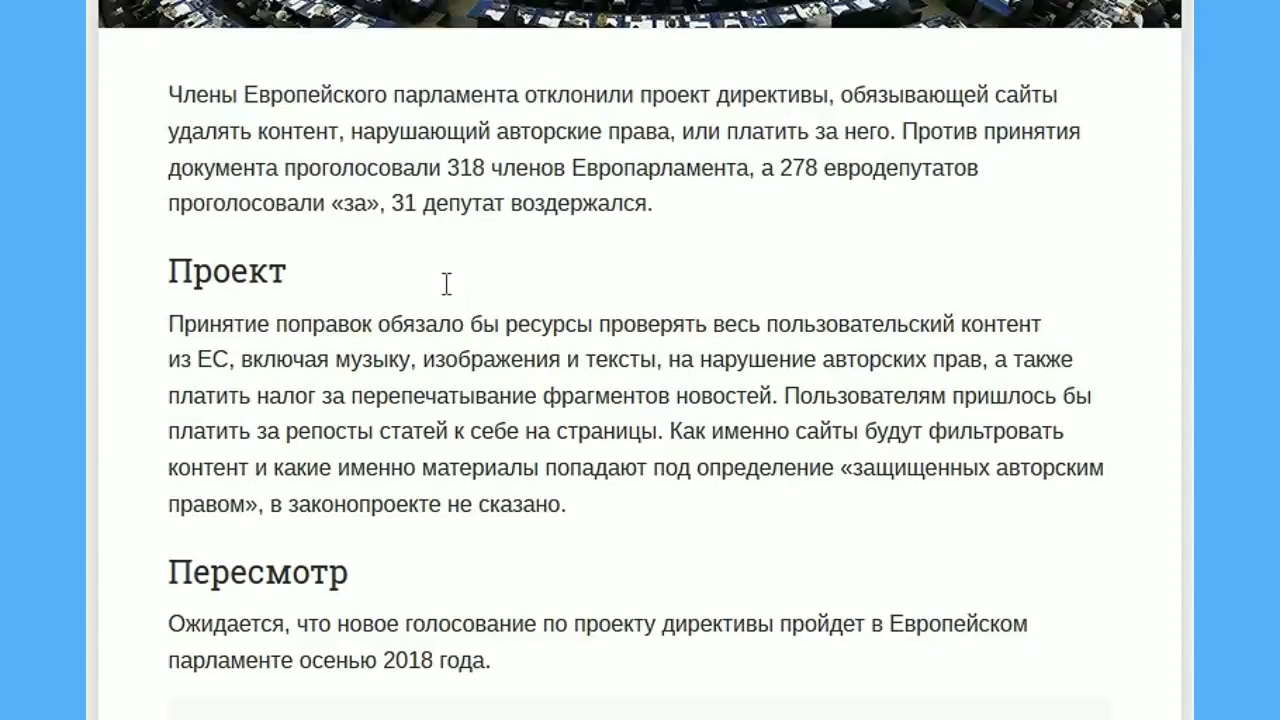 Члены Европейского парламента отклонили проект директивы, обязывающей сайты
удалять контент, нарушающий авторские права, или платить за него. Против принятия
документа проголосовали 318 членов Европарламента, а 278 евродепутатов
проголосовали «за», 31 депутат воздержался.
Проект
Принятие поправок обязало бы ресурсы проверять весь пользовательский контент
из ЕС, включая музыку, изображения и тексты, на нарушение авторских прав, а также
платить налог за перепечатывание фрагментов новостей. Пользователям пришлось бы
платить за репосты статей к себе на страницы. Как именно сайты будут фильтровать
контент и какие именно материалы попадают под определение «защищенных авторским
правом», в законопроекте не сказано.
Пересмотр
Ожидается, что новое голосование по проекту директивы пройдет в Европейском
парламенте осенью 2018 года.